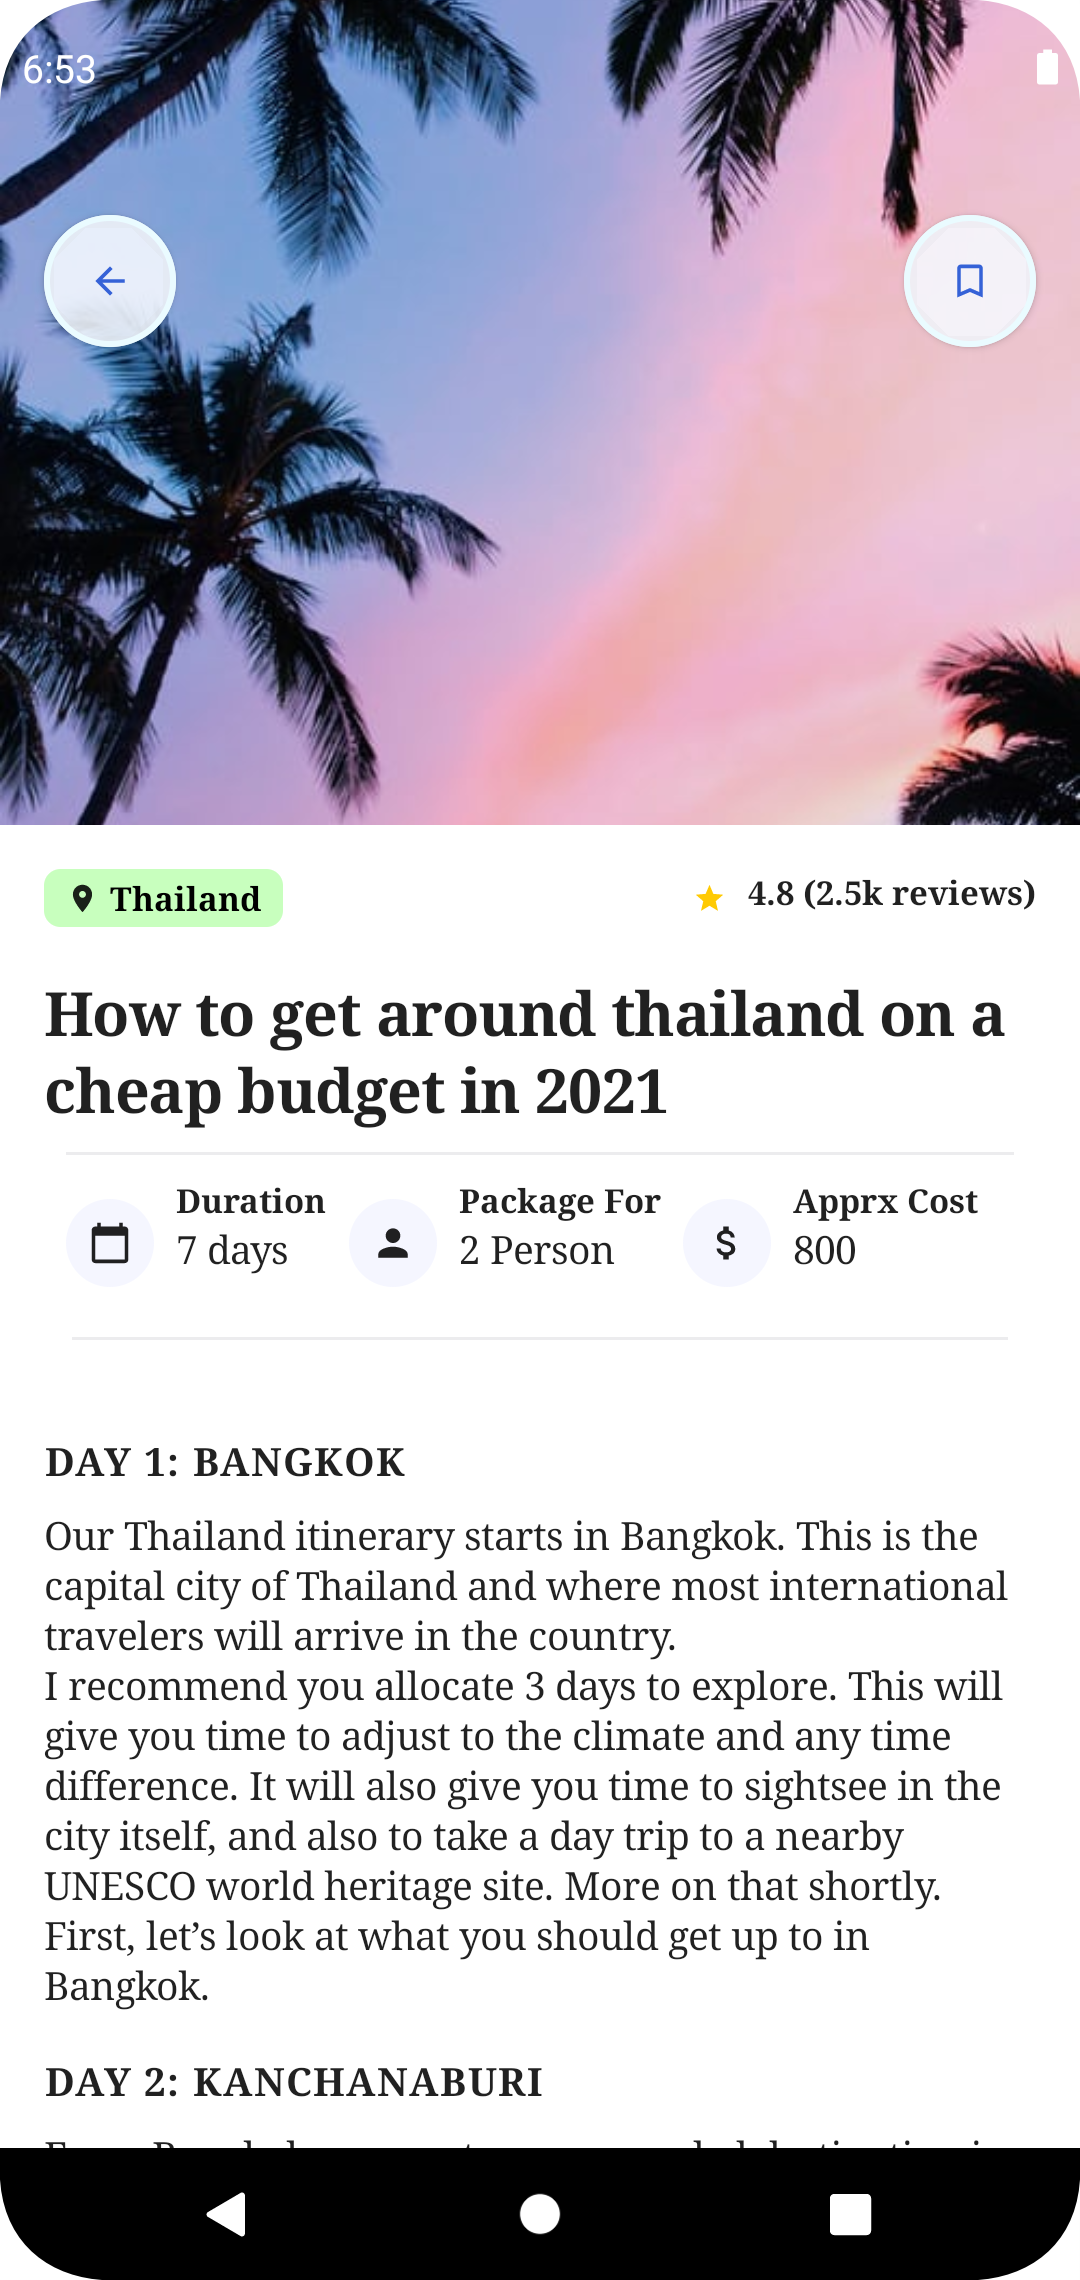 6:53
Thailand
4.8 (2.5k reviews)
How to get around thailand on a
cheap budget in 2021
Duration
7 days
Package For
2 Person
Apprx Cost
800
DAY 1: BANGKOK
Our Thailand itinerary starts in Bangkok. This is the
capital city of Thailand and where most international
travelers will arrive in the country.
I recommend you allocate 3 days to explore. This will
give you time to adjust to the climate and any time
difference. It will also give you time to sightsee in the
city itself, and also to take a day trip to a nearby
UNESCO world heritage site. More on that shortly.
First, let’s look at what you should get up to in
Bangkok.
DAY 2: KANCHANABURI